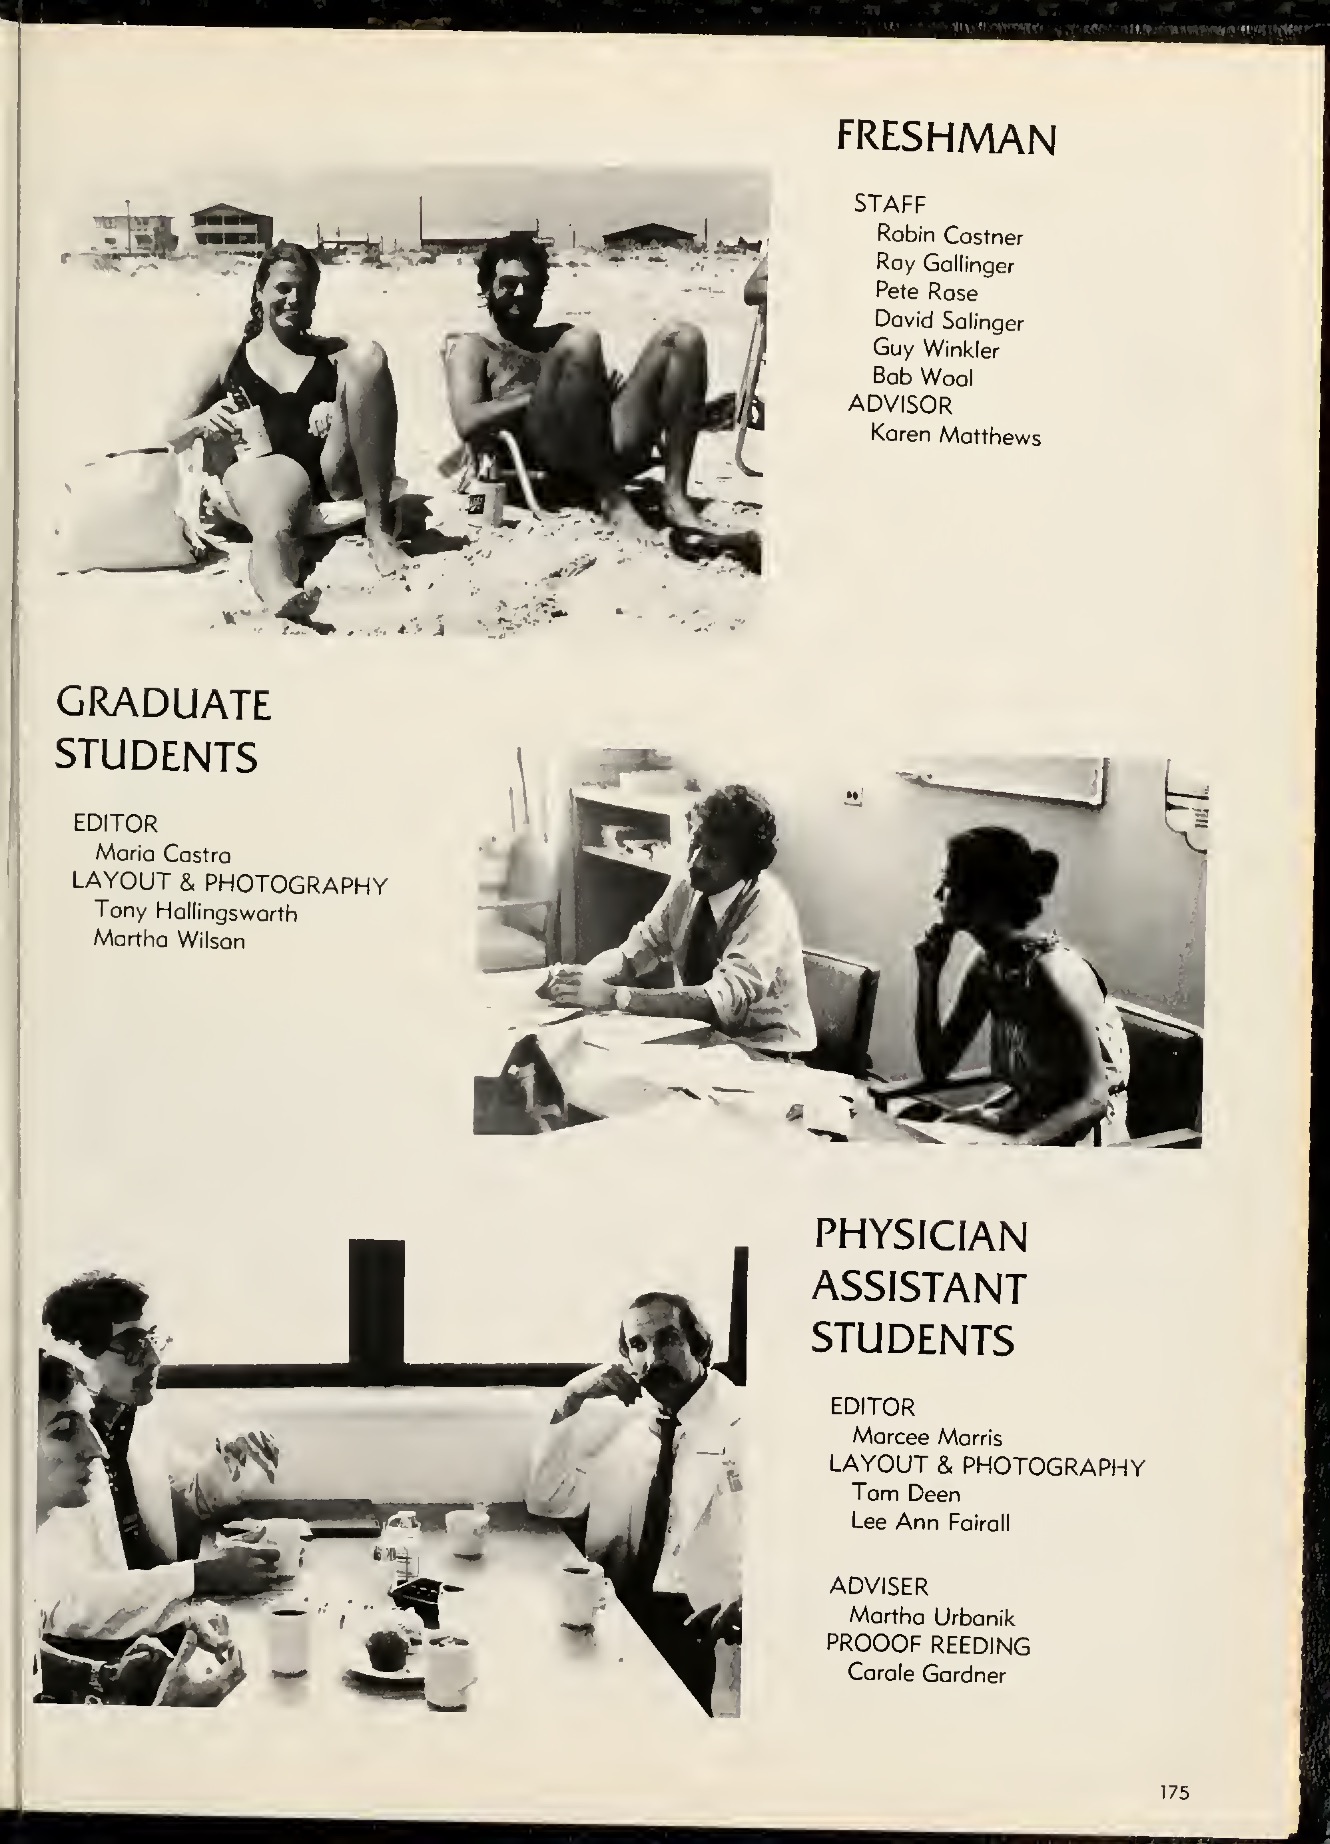 FRESHMAN
STAFF
Robin Costner
Ray Gallinger
Pete Rose
David Salinger
Guy Winkler
Bob Wool
ADVISOR
Karen Matthews
GRADUATE
STUDENTS
EDITOR
Maria Castro
LAYOUT & PHOTOGRAPHY
Tony Hollingsworth
Martha Wilson
PHYSICIAN
ASSISTANT
STUDENTS
EDITOR
Marcee Morris
LAYOUT & PHOTOGRAPHY
Tom Deen
Lee Ann Fairall
ADVISER
Martha Urbanik
PROOOF REEDING
Carole Gardner
175